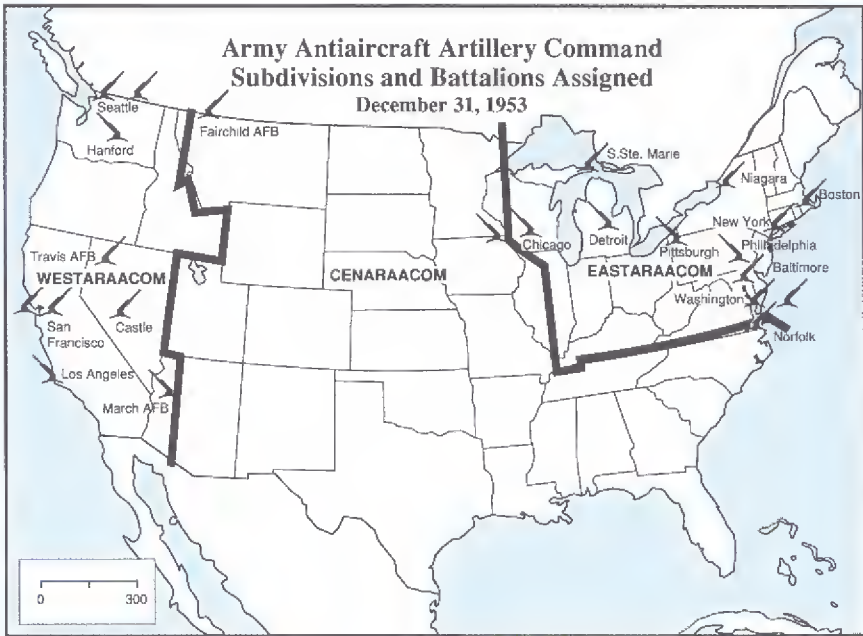 Army Antiaircraft Artillery Command
Subdivisions and Battalions Assigned
December 31, 1953
Seattle
Hanford
Fairchild AFB
S.Ste. Marie
Niagara
Boston
New York
Chicago
Detroit
Pittsburgh
Philadelphia
Baltimore
Washington
Norfolk
Travis AFB
WESTARAACOM
CENARAACOM
EASTARAACOM
San
Francisco
Castle
Los Angeles
March AFB
0
300